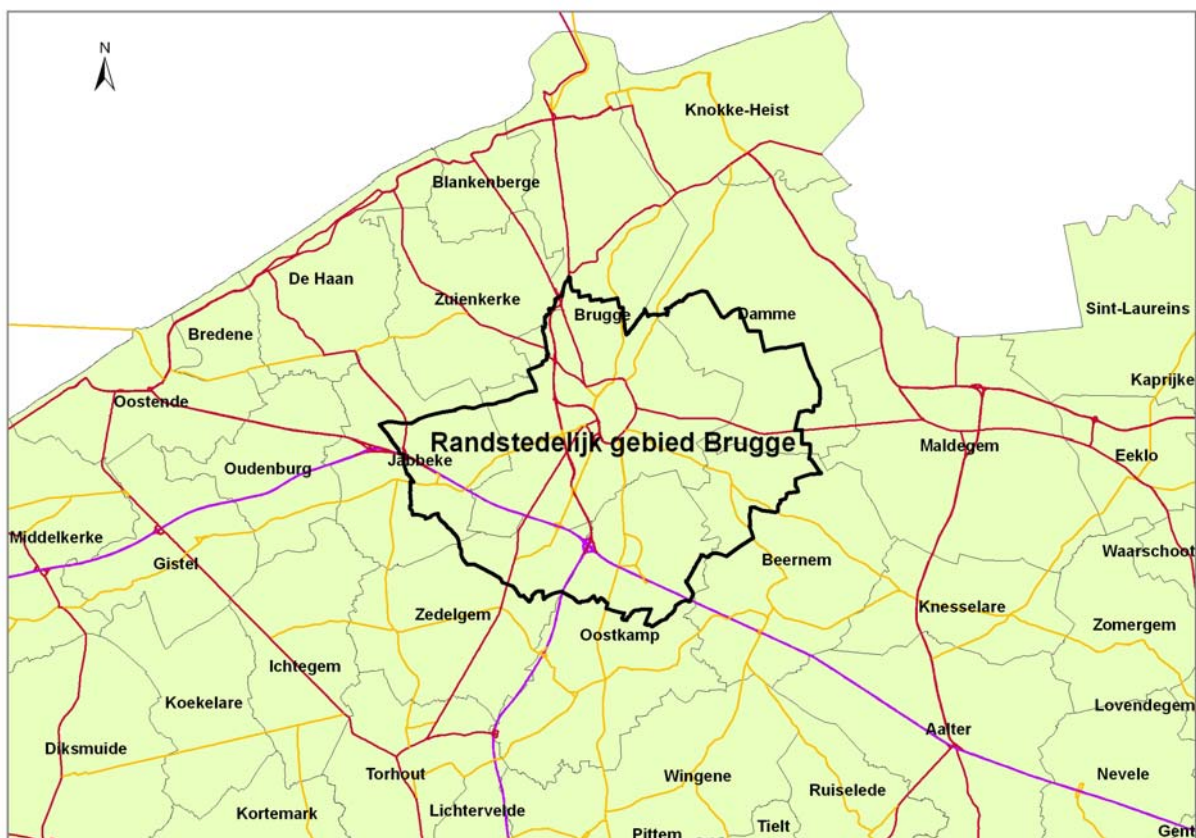 N
Knokke-Heist
Blankenberge
De Haan
Zuienkerke
Brugge
Damme
Sint-Laureins
Bredene
Kaprijke
Oostende
Randstedelijk gebied Brugge
Maldegem
Eeklo
Jabbeke
Oudenburg
Middelkerke
Gistel
Beernem
Waarschoot
Zedelgem
Knesselare
Zomergem
Oostkamp
Ichtegem
Koekelare
Lovendegem
Diksmuide
Aalter
Torhout
Wingene
Nevele
Ruiselede
Kortemark
Lichtervelde
Tielt
Pittem
Gent